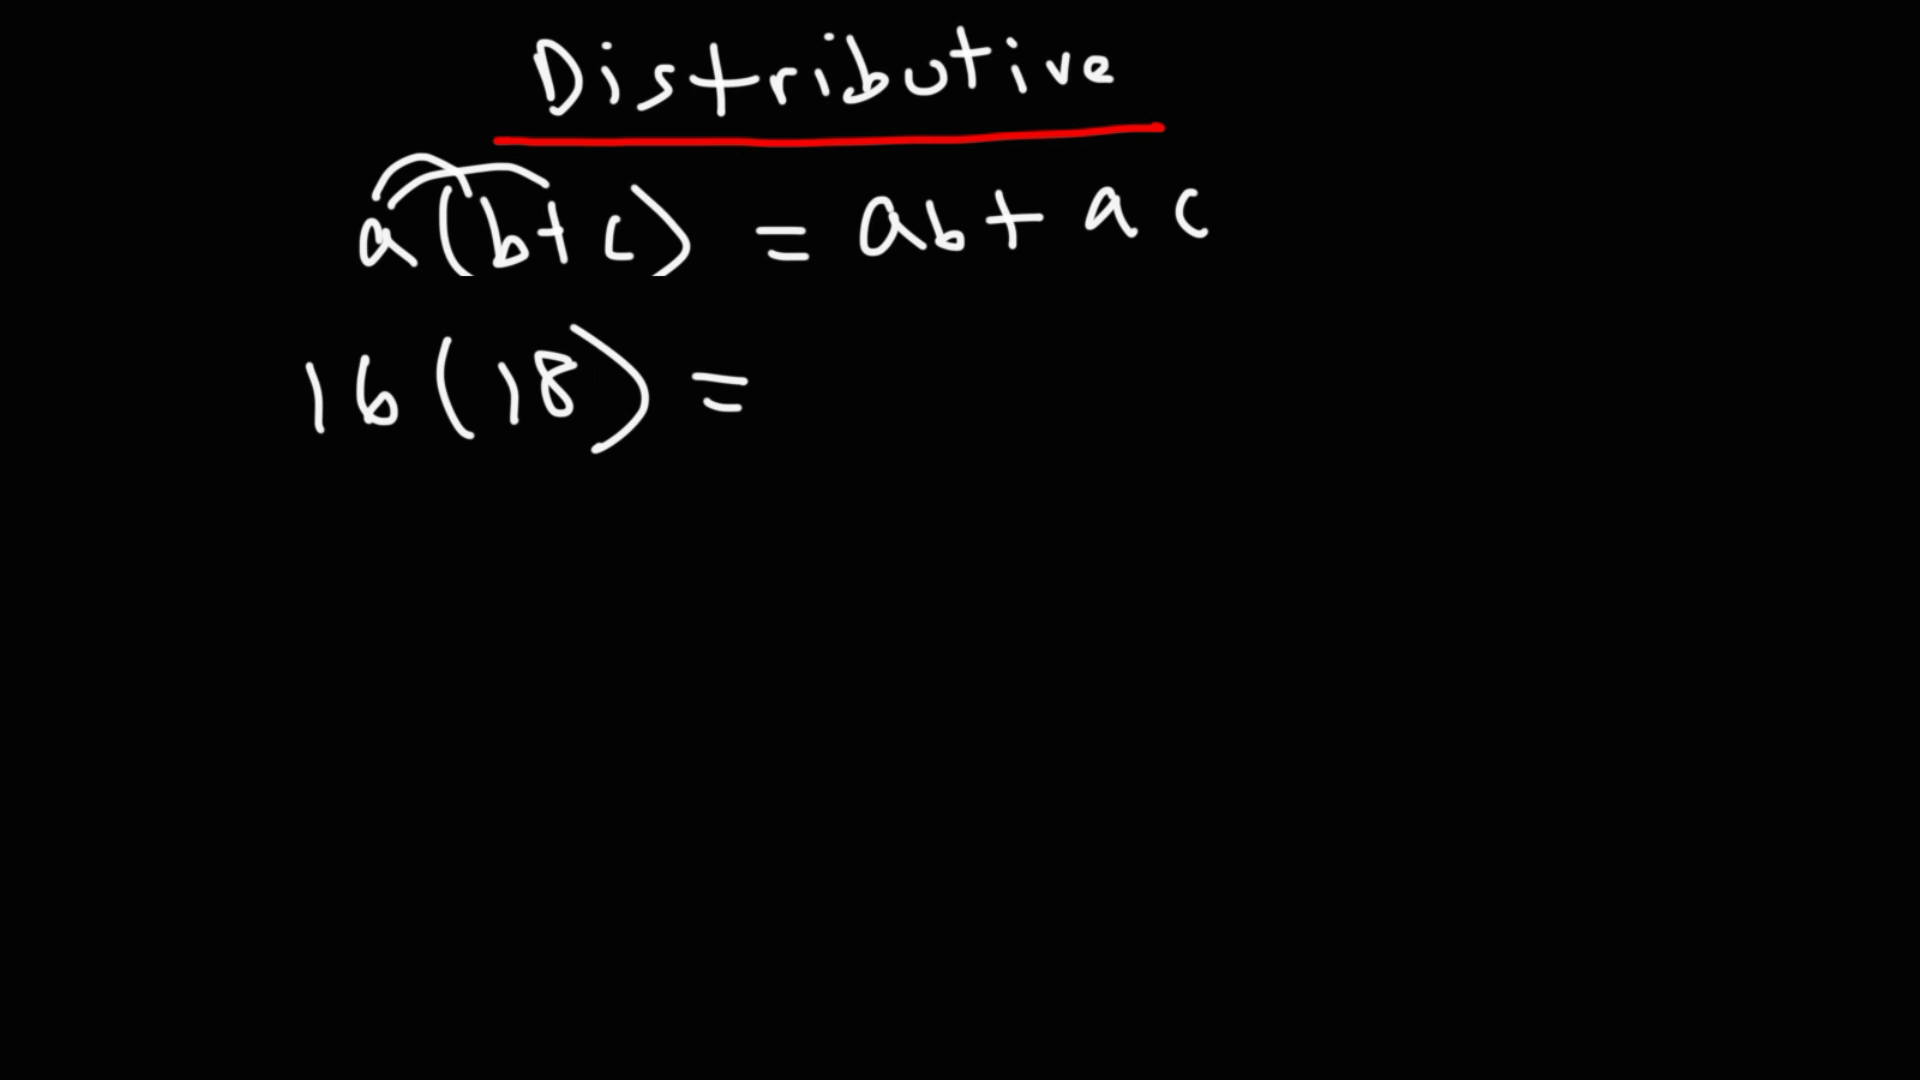 Distributive
a(b+c) = ab + ac
16(18) =